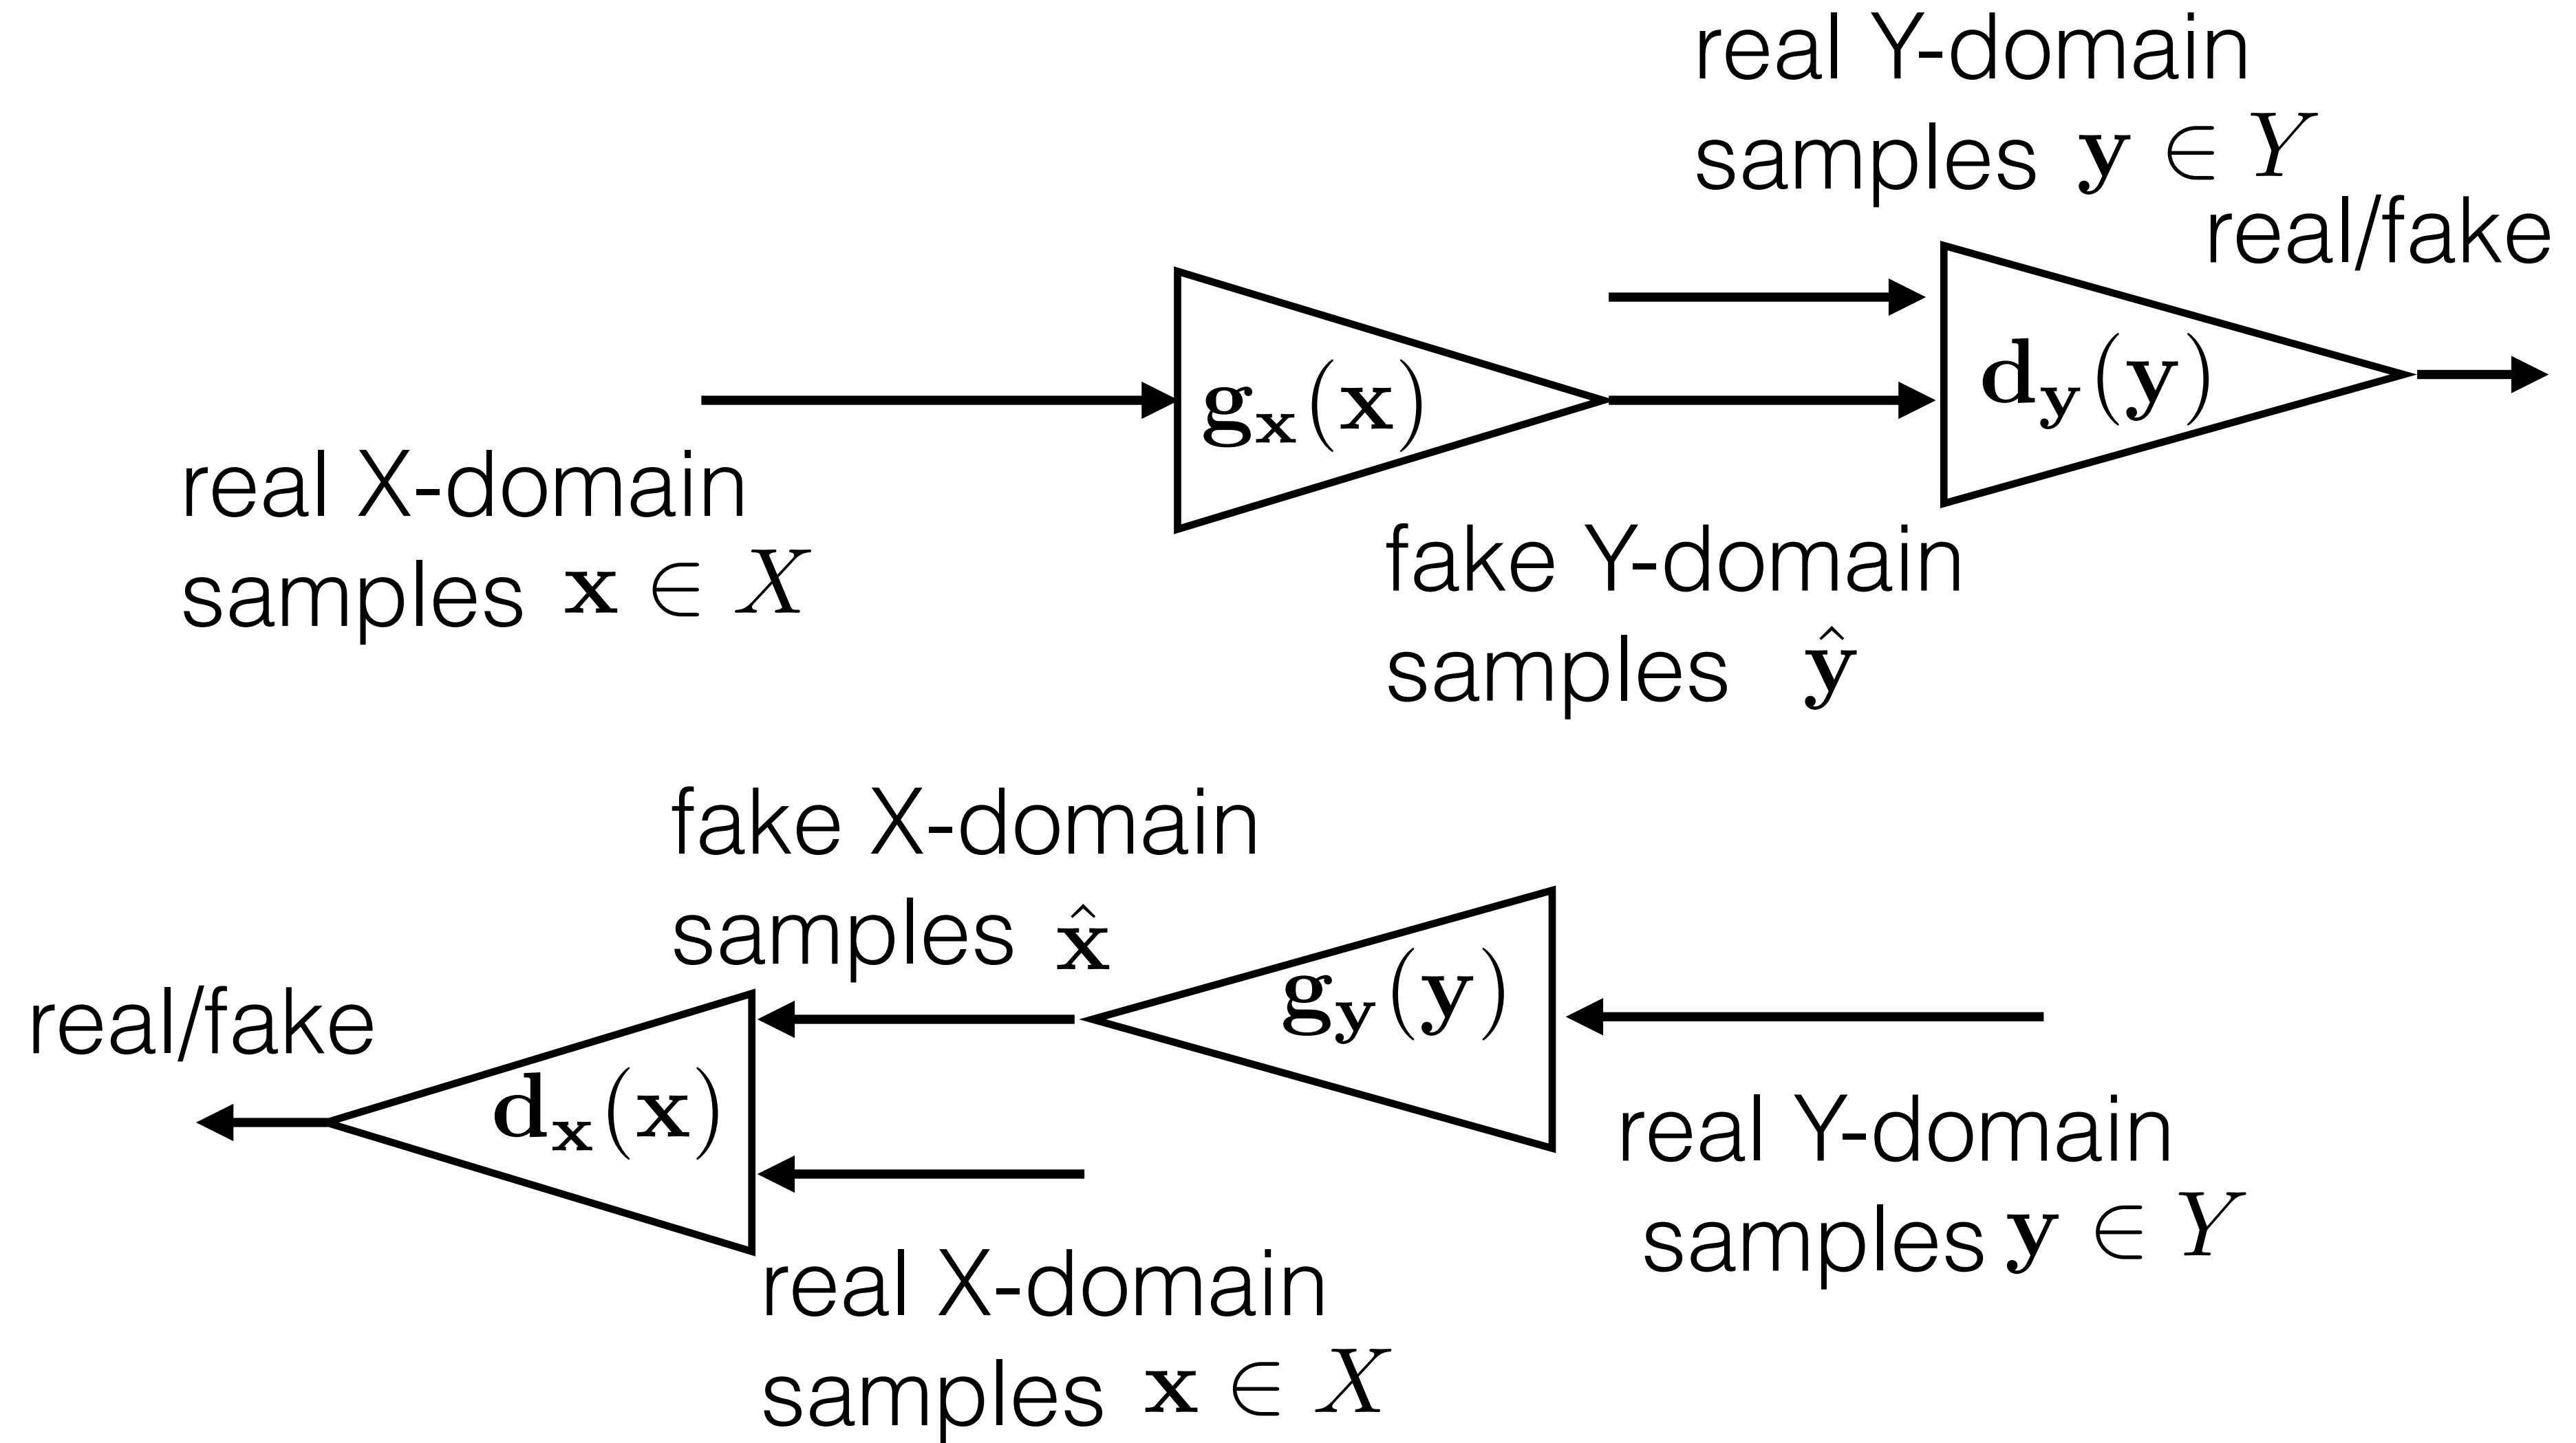 real Y-domain
samples y ∈ Y
real/fake
g_x(x)
d_y(y)
real X-domain
samples x ∈ X
fake Y-domain
samples ŷ
fake X-domain
samples x̂
g_y(y)
real/fake
d_x(x)
real Y-domain
samples y ∈ Y
real X-domain
samples x ∈ X